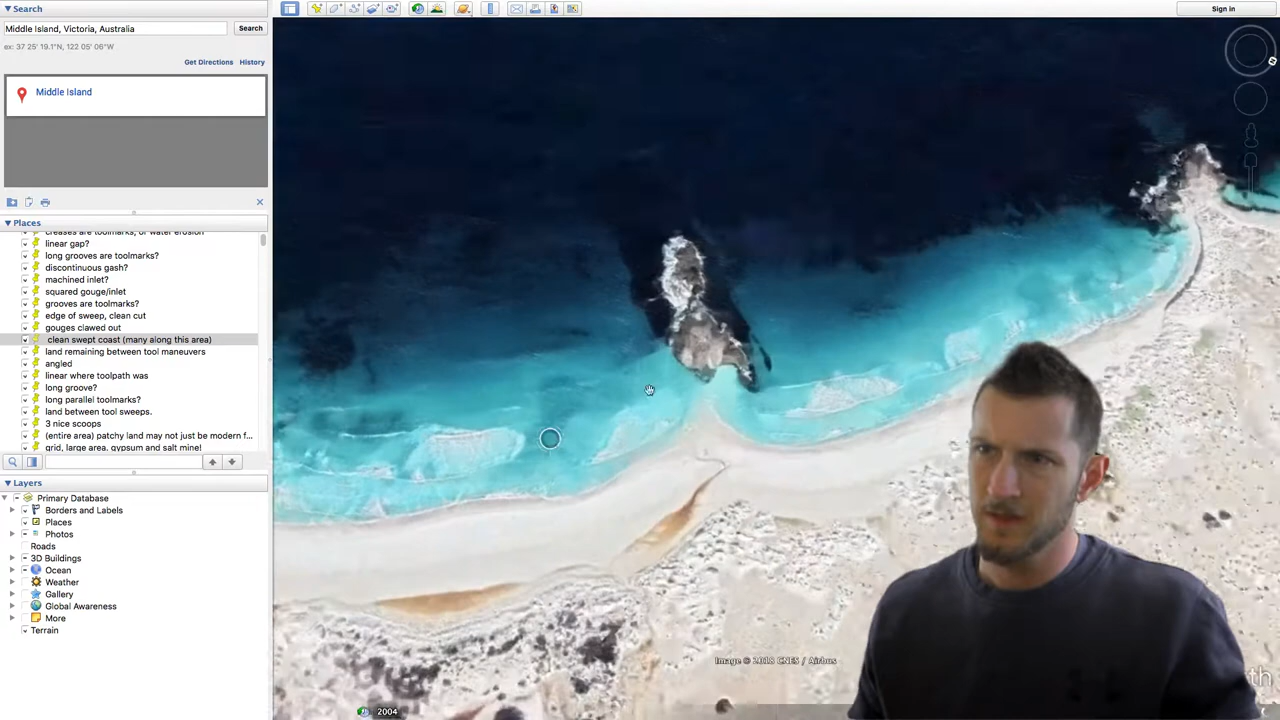 Search
Sign in
Middle Island, Victoria, Australia
Search
ex: 37 25' 19.1"N, 122 05' 06"W
Get Directions
History
Middle Island
Places
creases are toolmarks, or water erosion
linear gap?
long grooves are toolmarks?
discontinuous gash?
machined inlet?
squared gouge/inlet
grooves are toolmarks?
edge of sweep, clean cut
gouges clawed out
clean swept coast (many along this area)
land remaining between tool maneuvers
angled
linear where toolpath was
long groove?
long parallel toolmarks?
land between tool sweeps.
3 nice scoops
(entire area) patchy land may not just be modern f...
grid, large area. gypsum and salt mine!
Layers
Primary Database
Borders and Labels
Places
Photos
Roads
3D Buildings
Ocean
Weather
Gallery
Global Awareness
More
Terrain
Image © 2018 CNES / Airbus
th
2004